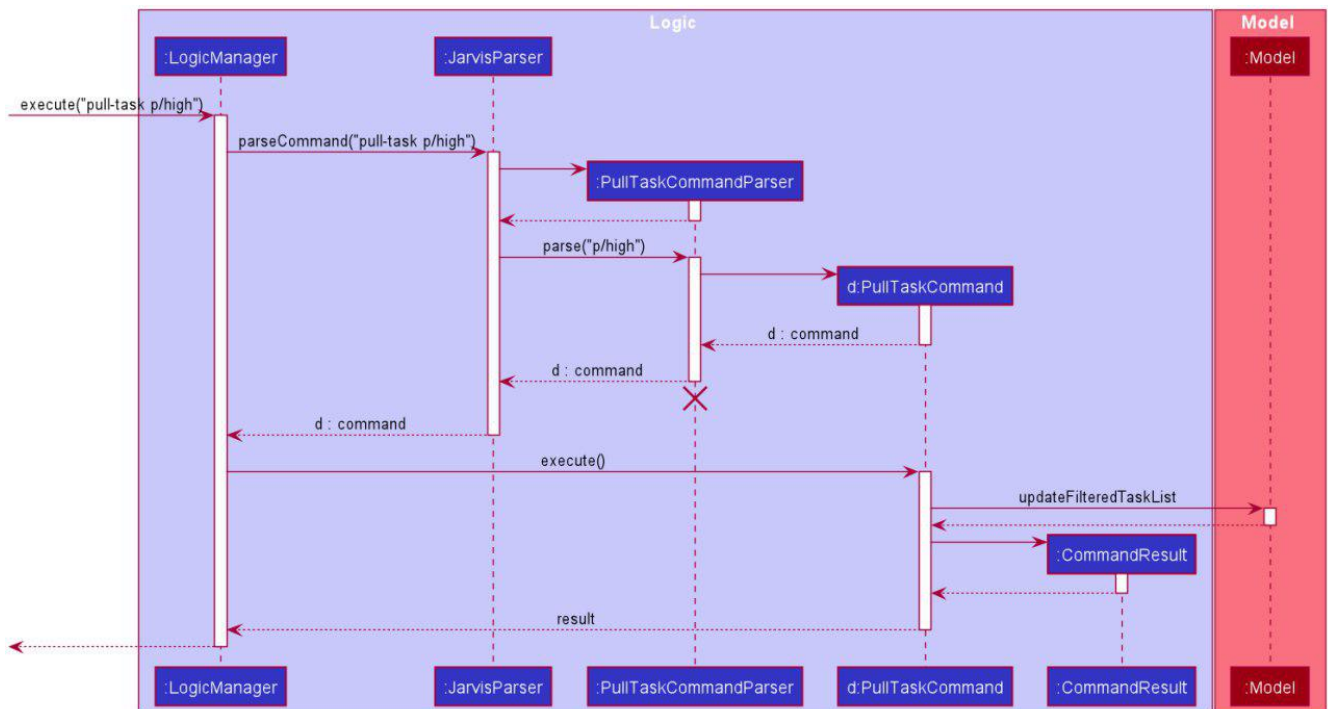 Logic
Model
:LogicManager
:JarvisParser
:Model
execute("pull-task p/high")
parseCommand("pull-task p/high")
:PullTaskCommandParser
parse("p/high")
d:PullTaskCommand
d : command
d : command
d : command
execute()
updateFilteredTaskList
:CommandResult
result
:LogicManager
:JarvisParser
:PullTaskCommandParser
d:PullTaskCommand
:CommandResult
:Model